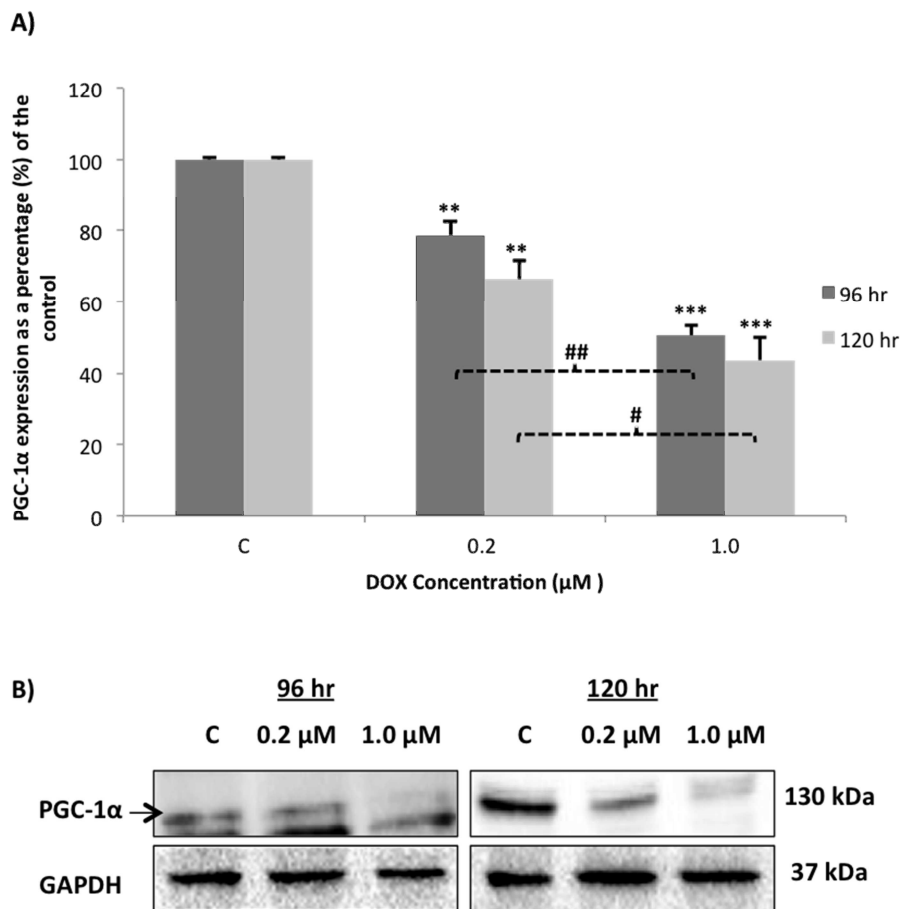 A)
PGC-1α expression as a percentage (%) of the
control
120
100
80
60
40
20
0
**
**
***
***
##
#
96 hr
120 hr
C
0.2
1.0
DOX Concentration (µM )
B)
96 hr
120 hr
C
0.2 µM
1.0 µM
C
0.2 µM
1.0 µM
PGC-1α
130 kDa
GAPDH
37 kDa